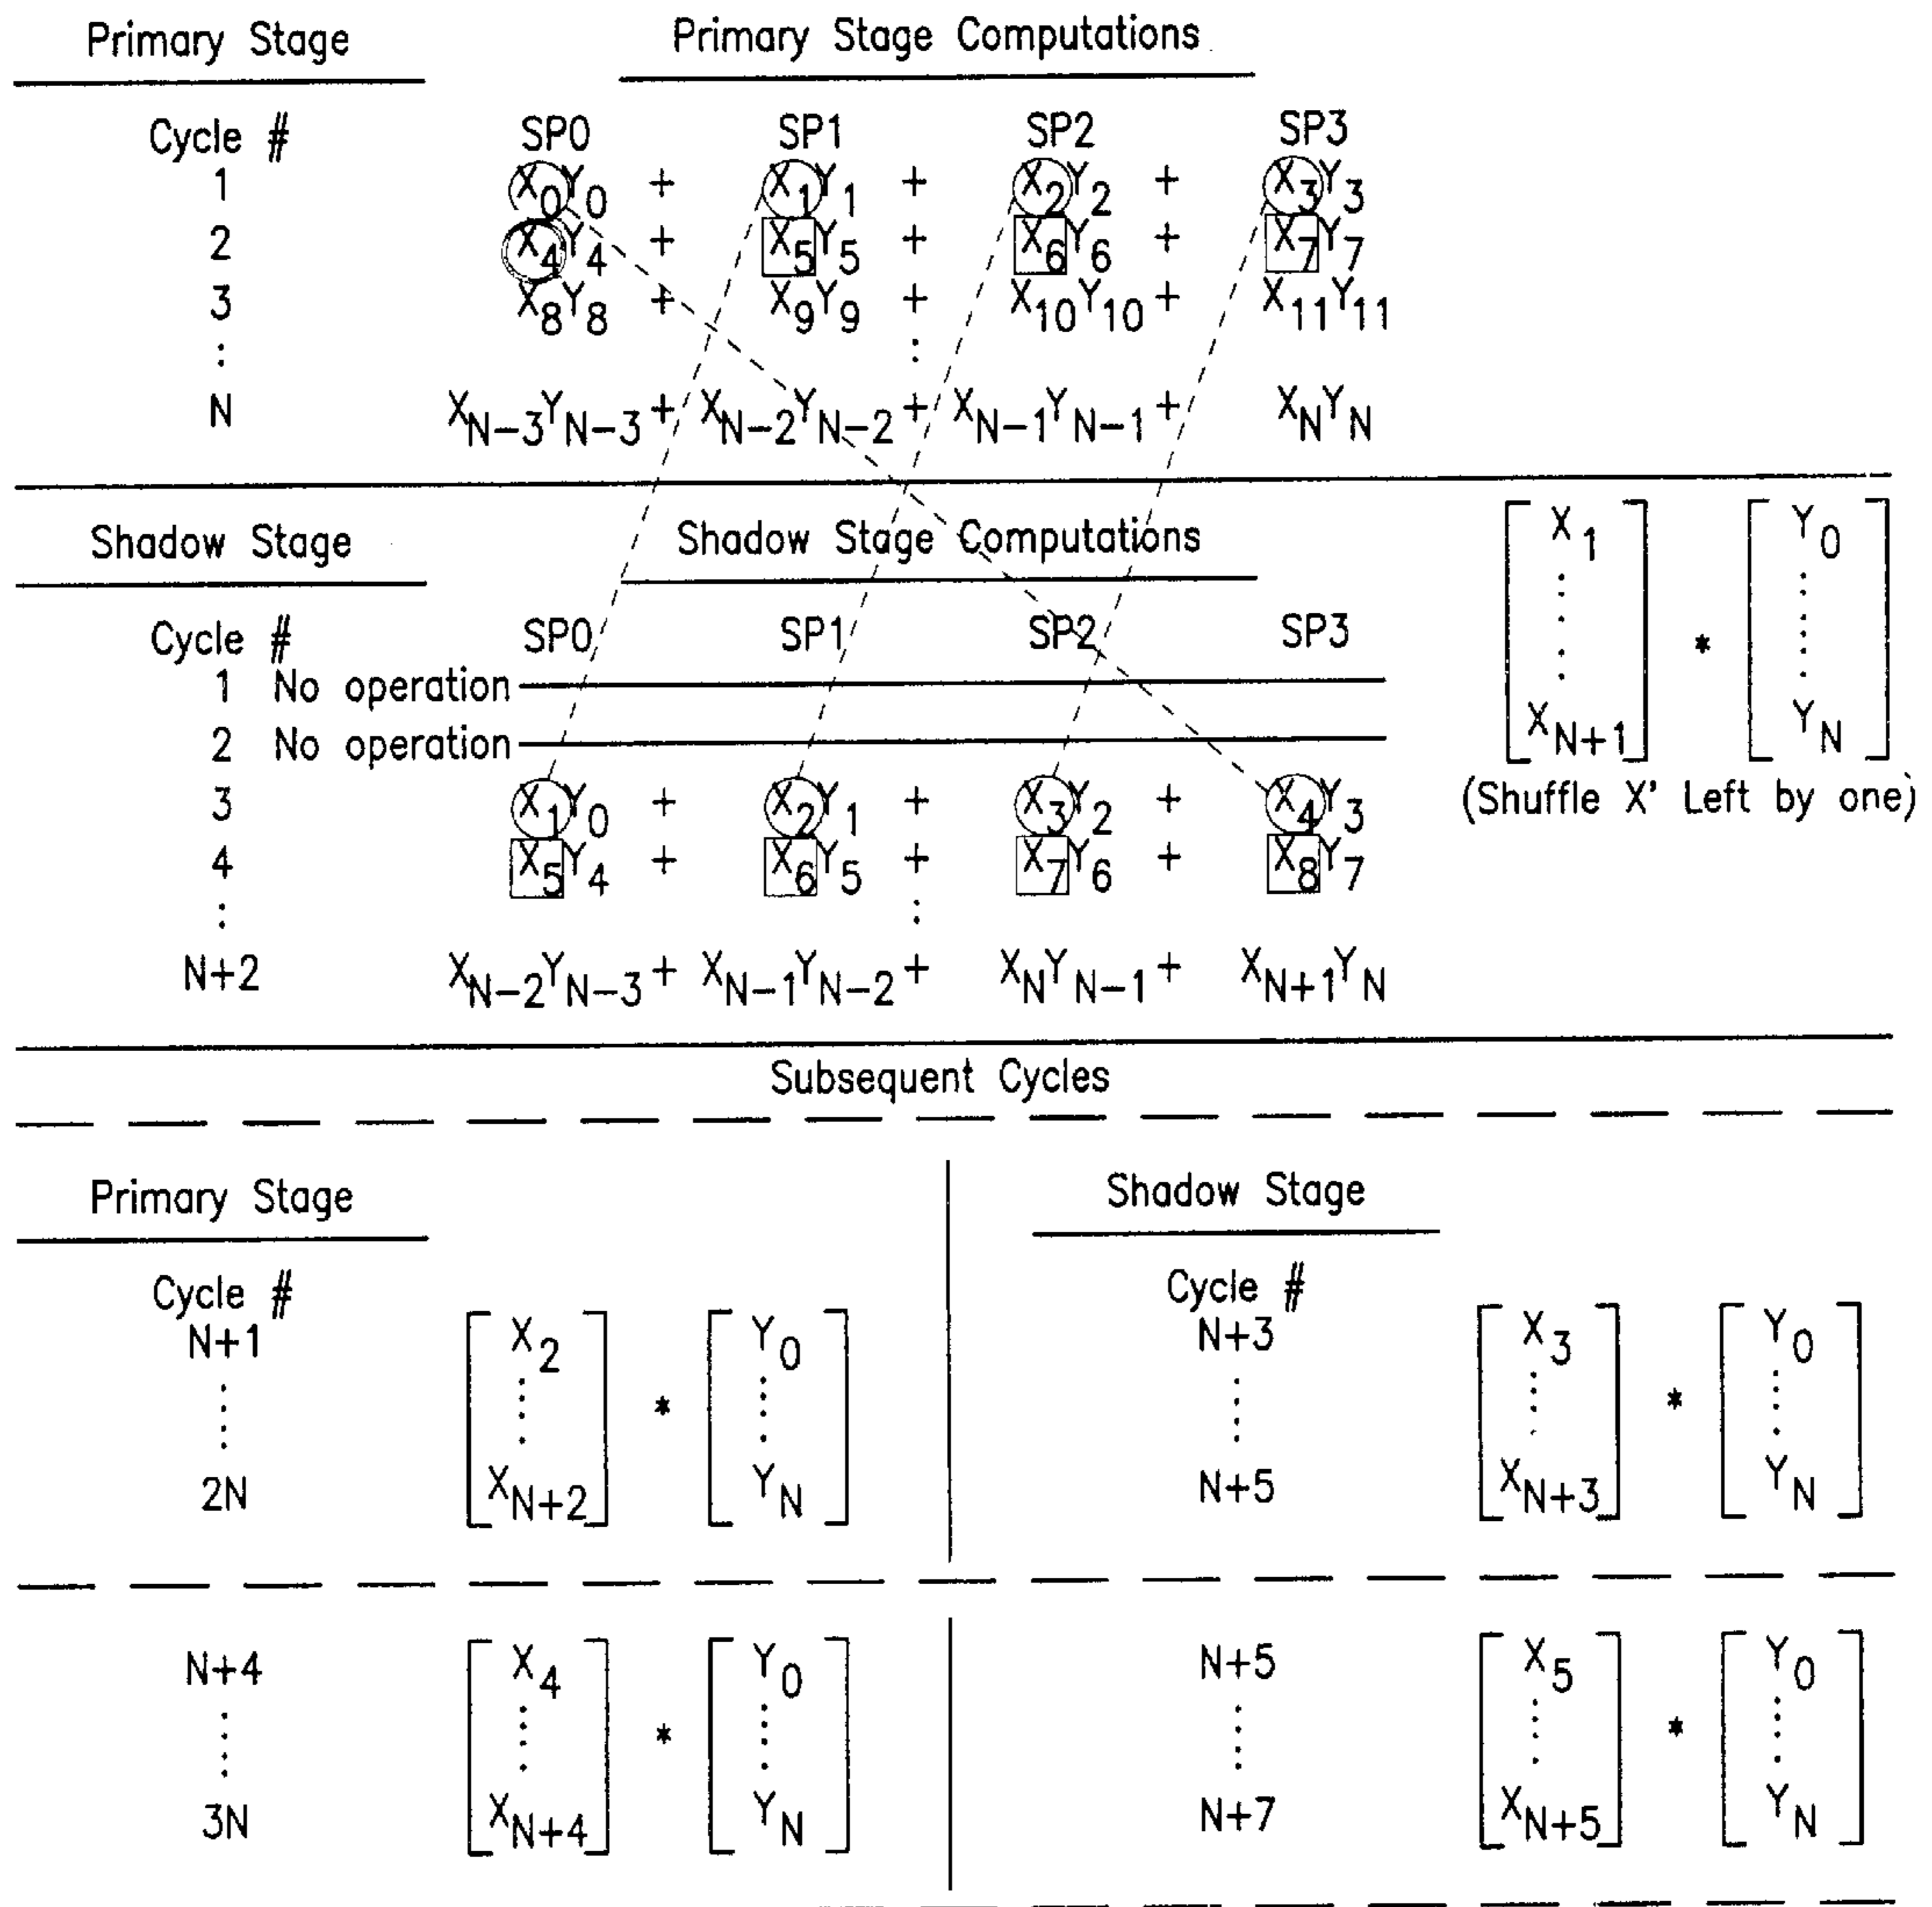 Primary Stage Primary Stage Computations
Cycle # SP0 SP1 SP2 SP3
1 X0Y0 + X1Y1 + X2Y2 + X3Y3
2 X4Y4 + X5Y5 + X6Y6 + X7Y7
3 X8Y8 + X9Y9 + X10Y10 + X11Y11
:
N XN-3YN-3 + XN-2YN-2 + XN-1YN-1 + XNYN
Shadow Stage Shadow Stage Computations
X1 Y0
Cycle # SP0 SP1 SP2 SP3
*
1 No operation
2 No operation
XN+1 YN
3 X1Y0 + X2Y1 + X3Y2 + X4Y3
(Shuffle X' Left by one)
4 X5Y4 + X6Y5 + X7Y6 + X8Y7
:
N+2 XN-2YN-3 + XN-1YN-2 + XNYN-1 + XN+1YN
Subsequent Cycles
Primary Stage
Cycle #
N+1 X2 Y0
*
2N XN+2 YN
Shadow Stage
Cycle #
N+3 X3 Y0
*
N+5 XN+3 YN
N+4 X4 Y0
*
3N XN+4 YN
N+5 X5 Y0
*
N+7 XN+5 YN